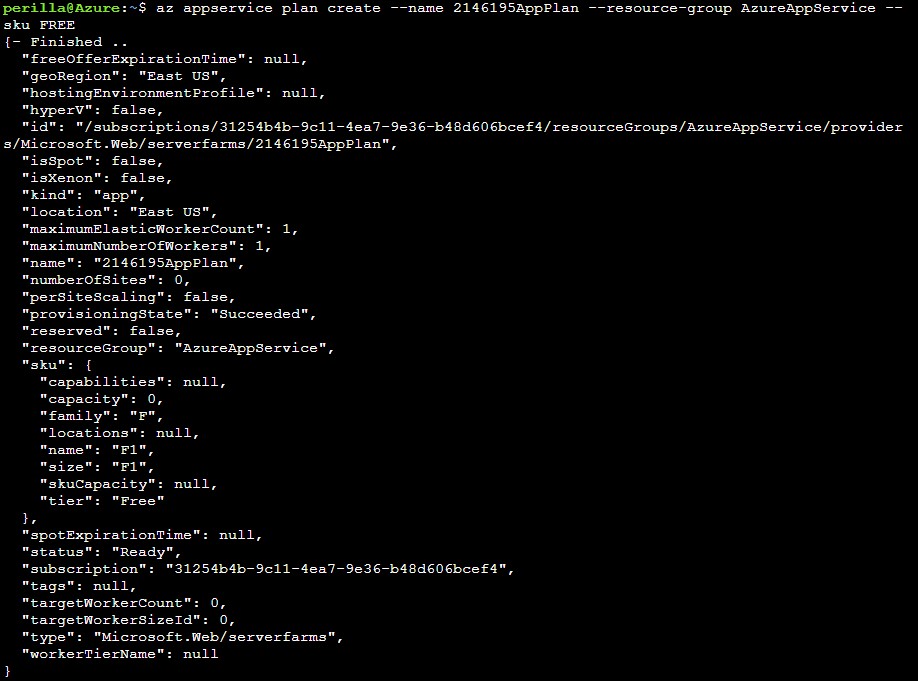 perilla@Azure:~$ az appservice plan create --name 2146195AppPlan --resource-group AzureAppService --
sku FREE
{- Finished ..
  "freeOfferExpirationTime": null,
  "geoRegion": "East US",
  "hostingEnvironmentProfile": null,
  "hyperV": false,
  "id": "/subscriptions/31254b4b-9c11-4ea7-9e36-b48d606bcef4/resourceGroups/AzureAppService/provider
s/Microsoft.Web/serverfarms/2146195AppPlan",
  "isSpot": false,
  "isXenon": false,
  "kind": "app",
  "location": "East US",
  "maximumElasticWorkerCount": 1,
  "maximumNumberOfWorkers": 1,
  "name": "2146195AppPlan",
  "numberOfSites": 0,
  "perSiteScaling": false,
  "provisioningState": "Succeeded",
  "reserved": false,
  "resourceGroup": "AzureAppService",
  "sku": {
    "capabilities": null,
    "capacity": 0,
    "family": "F",
    "locations": null,
    "name": "F1",
    "size": "F1",
    "skuCapacity": null,
    "tier": "Free"
  },
  "spotExpirationTime": null,
  "status": "Ready",
  "subscription": "31254b4b-9c11-4ea7-9e36-b48d606bcef4",
  "tags": null,
  "targetWorkerCount": 0,
  "targetWorkerSizeId": 0,
  "type": "Microsoft.Web/serverfarms",
  "workerTierName": null
}